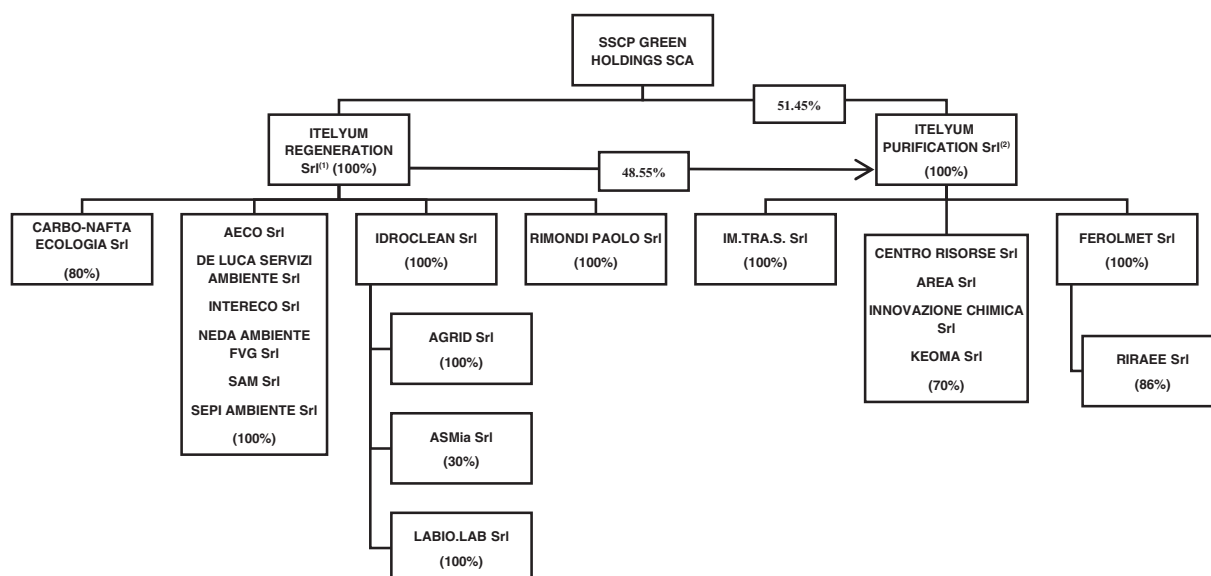 SSCP GREEN
HOLDINGS SCA
51.45%
ITELYUM
REGENERATION
Srl(1) (100%)
48.55%
ITELYUM
PURIFICATION Srl(2)
(100%)
CARBO-NAFTA
ECOLOGIA Srl
(80%)
AECO Srl
DE LUCA SERVIZI
AMBIENTE Srl
INTERECO Srl
NEDA AMBIENTE
FVG Srl
SAM Srl
SEPI AMBIENTE Srl
(100%)
IDROCLEAN Srl
(100%)
AGRID Srl
(100%)
ASMia Srl
(30%)
LABIO.LAB Srl
(100%)
RIMONDI PAOLO Srl
(100%)
IM.TRA.S. Srl
(100%)
CENTRO RISORSE Srl
AREA Srl
INNOVAZIONE CHIMICA
Srl
KEOMA Srl
(70%)
FEROLMET Srl
(100%)
RIRAEE Srl
(86%)